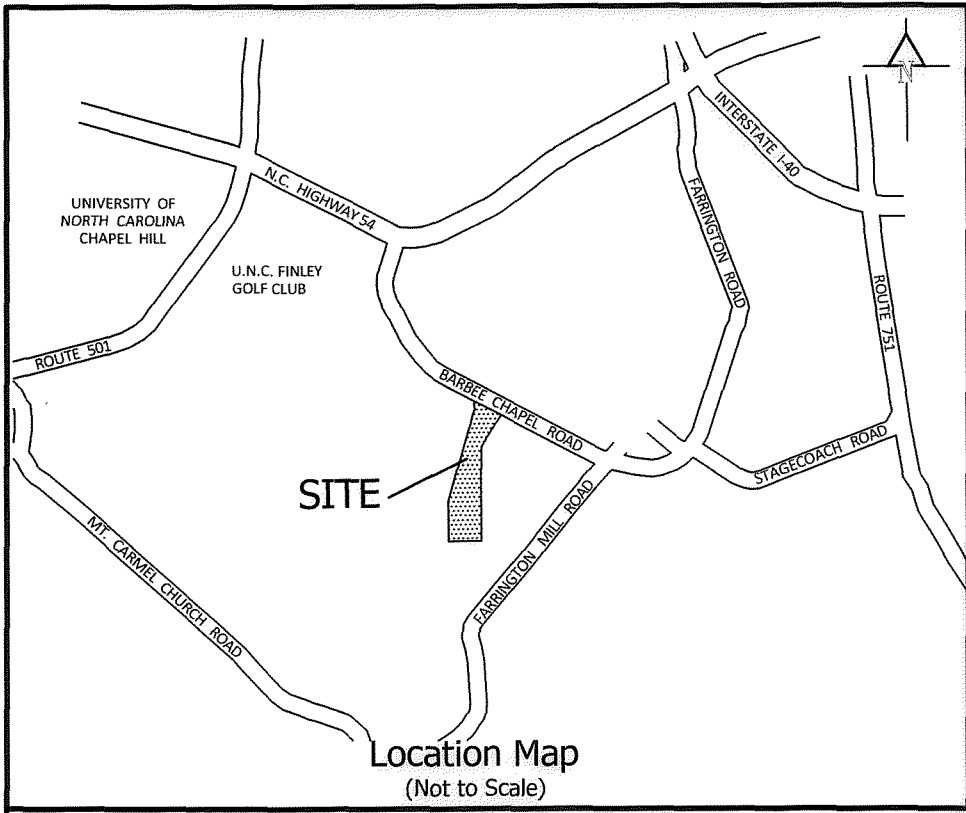 N
INTERSTATE I-40
UNIVERSITY OF
NORTH CAROLINA
CHAPEL HILL
N.C. HIGHWAY 54
FARRINGTON ROAD
U.N.C. FINLEY
GOLF CLUB
ROUTE 751
ROUTE 501
BARBEE CHAPEL ROAD
STAGECOACH ROAD
SITE
FARRINGTON MILL ROAD
MT. CARMEL CHURCH ROAD
Location Map
(Not to Scale)